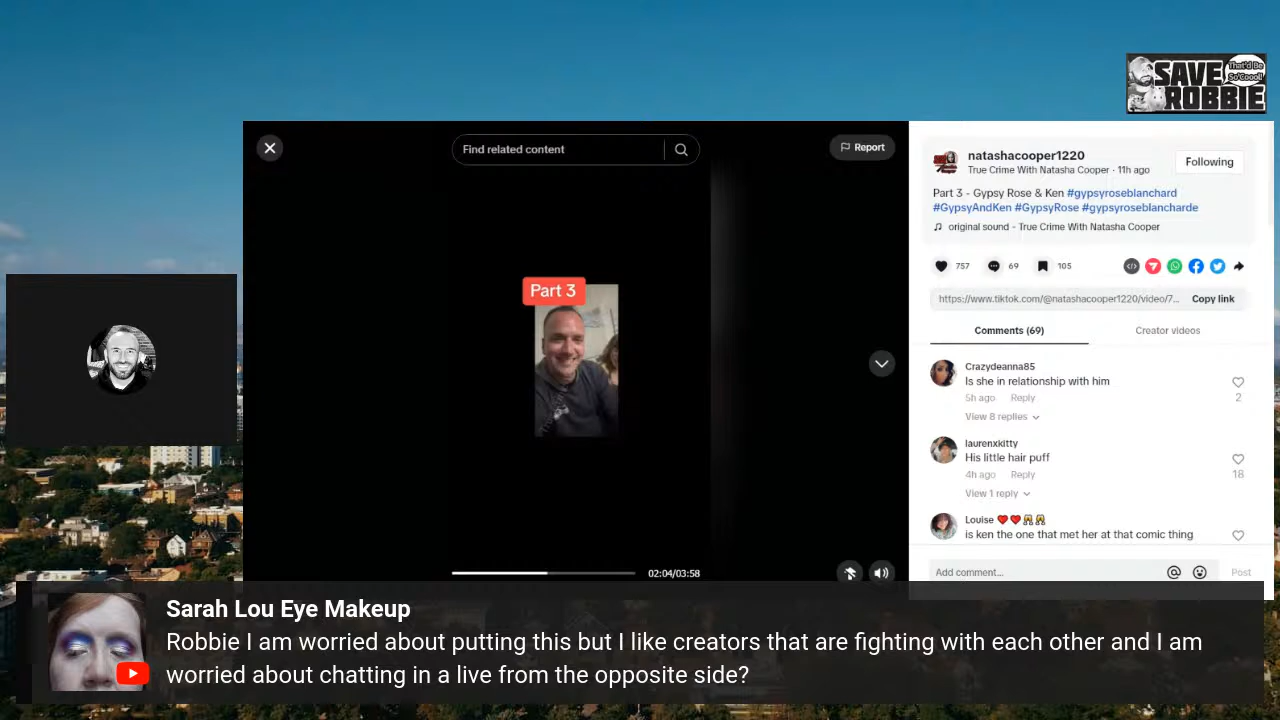 That'd Be
So Coool!
SAVE
ROBBIE
Find related content
Report
Part 3
02:04/03:58
natashacooper1220
True Crime With Natasha Cooper · 11h ago
Following
Part 3 - Gypsy Rose & Ken #gypsyroseblanchard
#GypsyAndKen #GypsyRose #gypsyroseblancharde
original sound - True Crime With Natasha Cooper
757
69
105
https://www.tiktok.com/@natashacooper1220/video/7...
Copy link
Comments (69)
Creator videos
Crazydeanna85
Is she in relationship with him
5h ago Reply
2
View 8 replies
laurenxkitty
His little hair puff
4h ago Reply
18
View 1 reply
Louise
is ken the one that met her at that comic thing
Add comment...
Post
Sarah Lou Eye Makeup
Robbie I am worried about putting this but I like creators that are fighting with each other and I am
worried about chatting in a live from the opposite side?